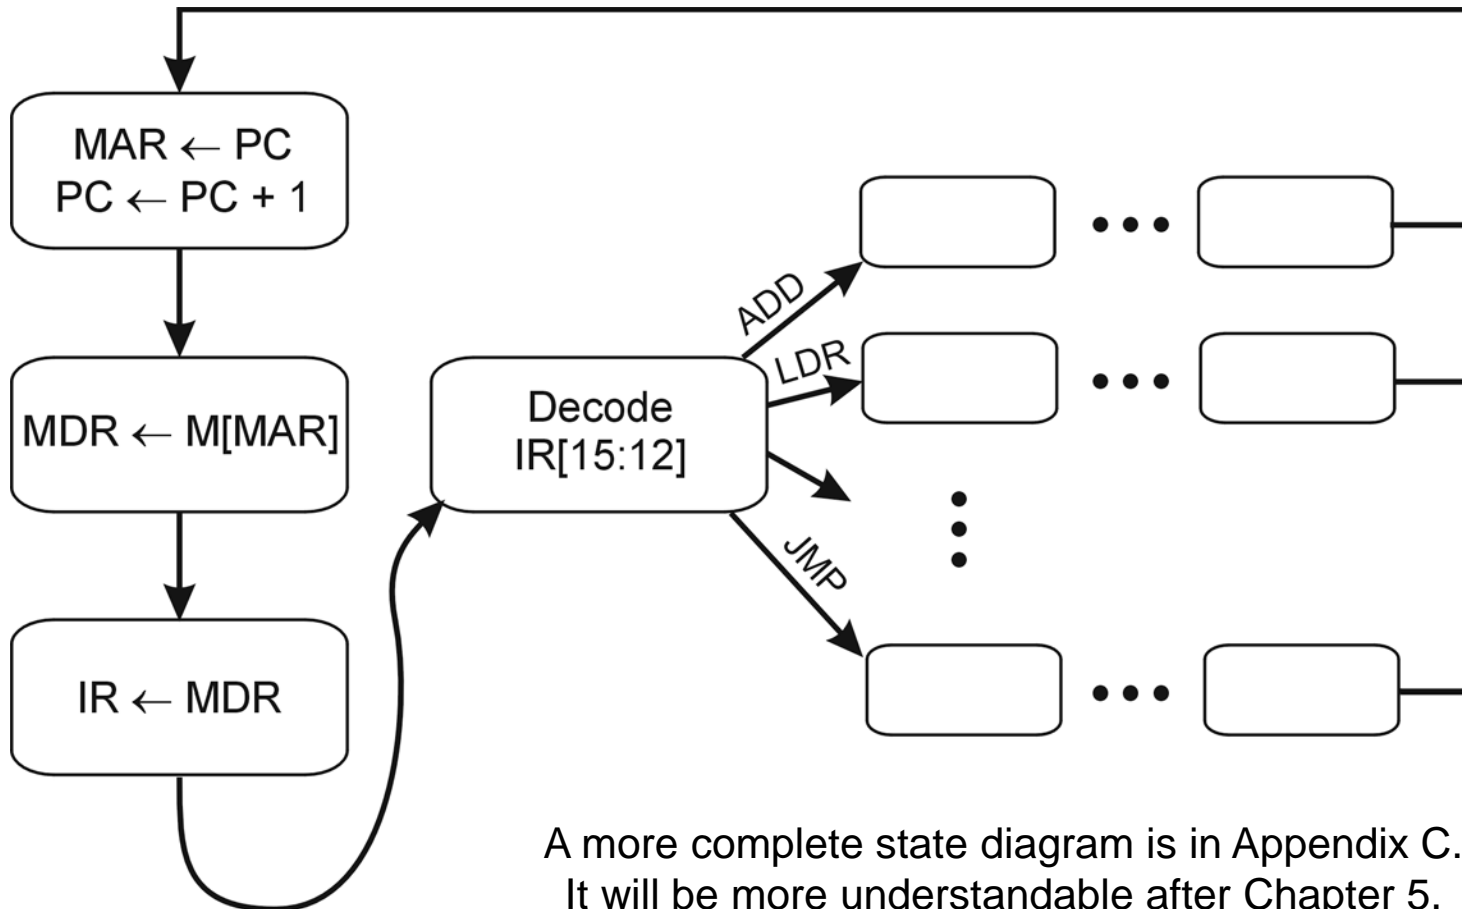 MAR ← PC
PC ← PC + 1
MDR ← M[MAR]
IR ← MDR
Decode
IR[15:12]
ADD
LDR
JMP
A more complete state diagram is in Appendix C.
It will be more understandable after Chapter 5.